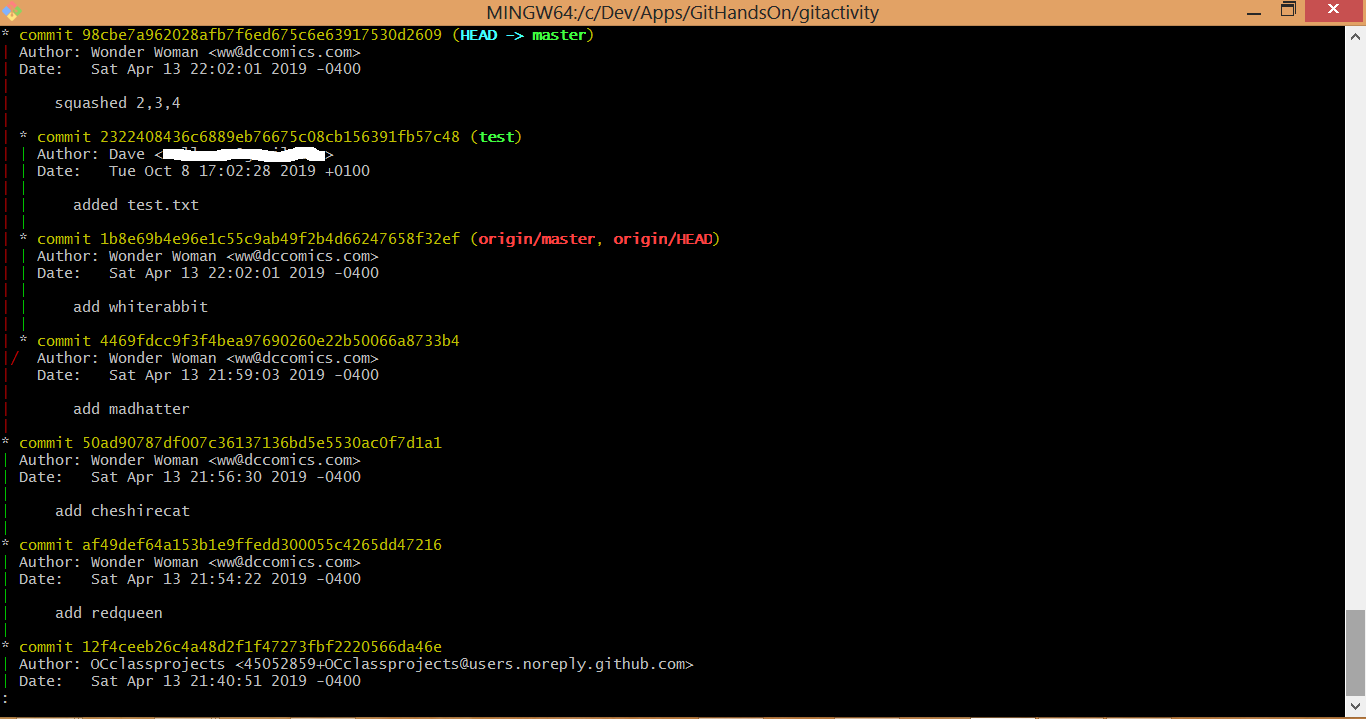 MINGW64:/c/Dev/Apps/GitHandsOn/gitactivity
* commit 98cbe7a962028afb7f6ed675c6e63917530d2609 (HEAD -> master)
| Author: Wonder Woman <ww@dccomics.com>
| Date:   Sat Apr 13 22:02:01 2019 -0400
|
|     squashed 2,3,4
|
| * commit 2322408436c6889eb76675c08cb156391fb57c48 (test)
| | Author: Dave < >
| | Date:   Tue Oct 8 17:02:28 2019 +0100
| |
| |     added test.txt
| |
| * commit 1b8e69b4e96e1c55c9ab49f2b4d66247658f32ef (origin/master, origin/HEAD)
| | Author: Wonder Woman <ww@dccomics.com>
| | Date:   Sat Apr 13 22:02:01 2019 -0400
| |
| |     add whiterabbit
| |
| * commit 4469fdcc9f3f4bea97690260e22b50066a8733b4
|/  Author: Wonder Woman <ww@dccomics.com>
|   Date:   Sat Apr 13 21:59:03 2019 -0400
|
|       add madhatter
|
* commit 50ad90787df007c36137136bd5e5530ac0f7d1a1
| Author: Wonder Woman <ww@dccomics.com>
| Date:   Sat Apr 13 21:56:30 2019 -0400
|
|     add cheshirecat
|
* commit af49def64a153b1e9ffedd300055c4265dd47216
| Author: Wonder Woman <ww@dccomics.com>
| Date:   Sat Apr 13 21:54:22 2019 -0400
|
|     add redqueen
|
* commit 12f4ceeb26c4a48d2f1f47273fbf2220566da46e
| Author: OCclassprojects <45052859+OCclassprojects@users.noreply.github.com>
| Date:   Sat Apr 13 21:40:51 2019 -0400
: